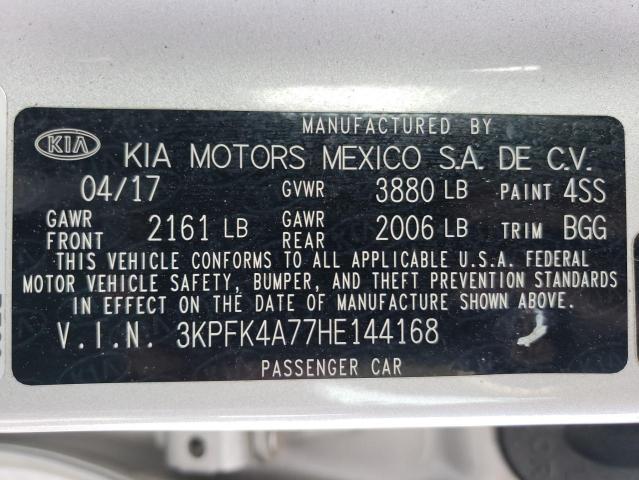 MANUFACTURED BY
KIA KIA MOTORS MEXICO S.A. DE C.V.
04/17 GVWR 3880 LB PAINT 4SS
GAWR FRONT 2161 LB GAWR REAR 2006 LB TRIM BGG
THIS VEHICLE CONFORMS TO ALL APPLICABLE U.S.A. FEDERAL
MOTOR VEHICLE SAFETY, BUMPER, AND THEFT PREVENTION STANDARDS
IN EFFECT ON THE DATE OF MANUFACTURE SHOWN ABOVE.
V.I.N. 3KPFK4A77HE144168
PASSENGER CAR